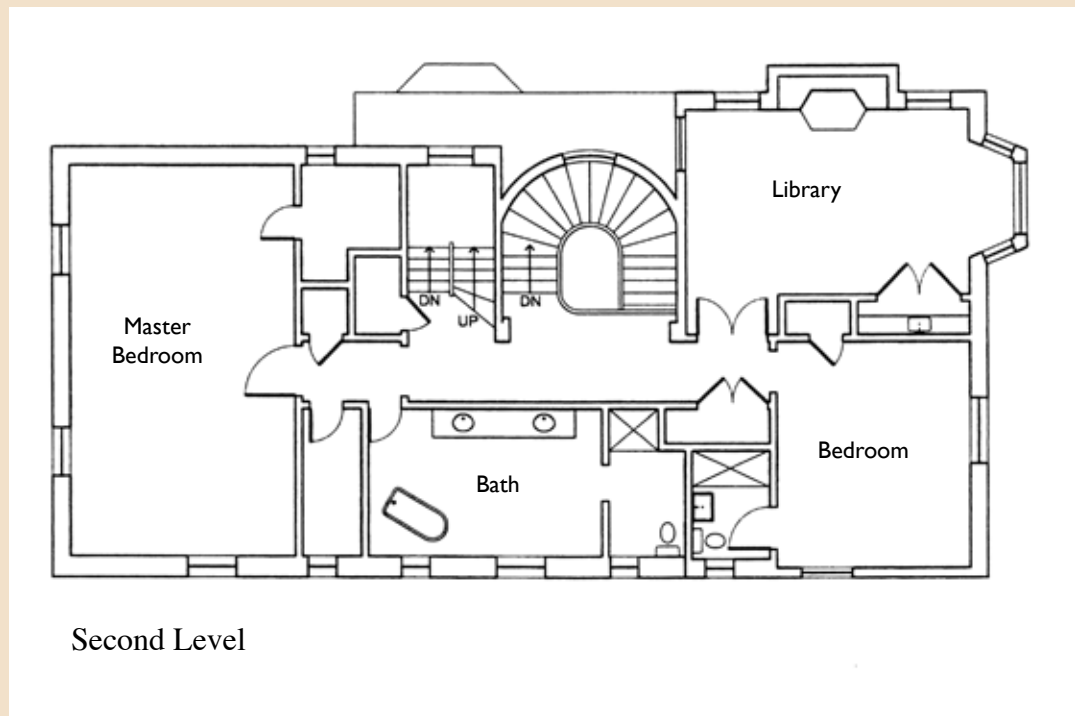 Library
DN
UP
DN
Master
Bedroom
Bedroom
Bath
Second Level